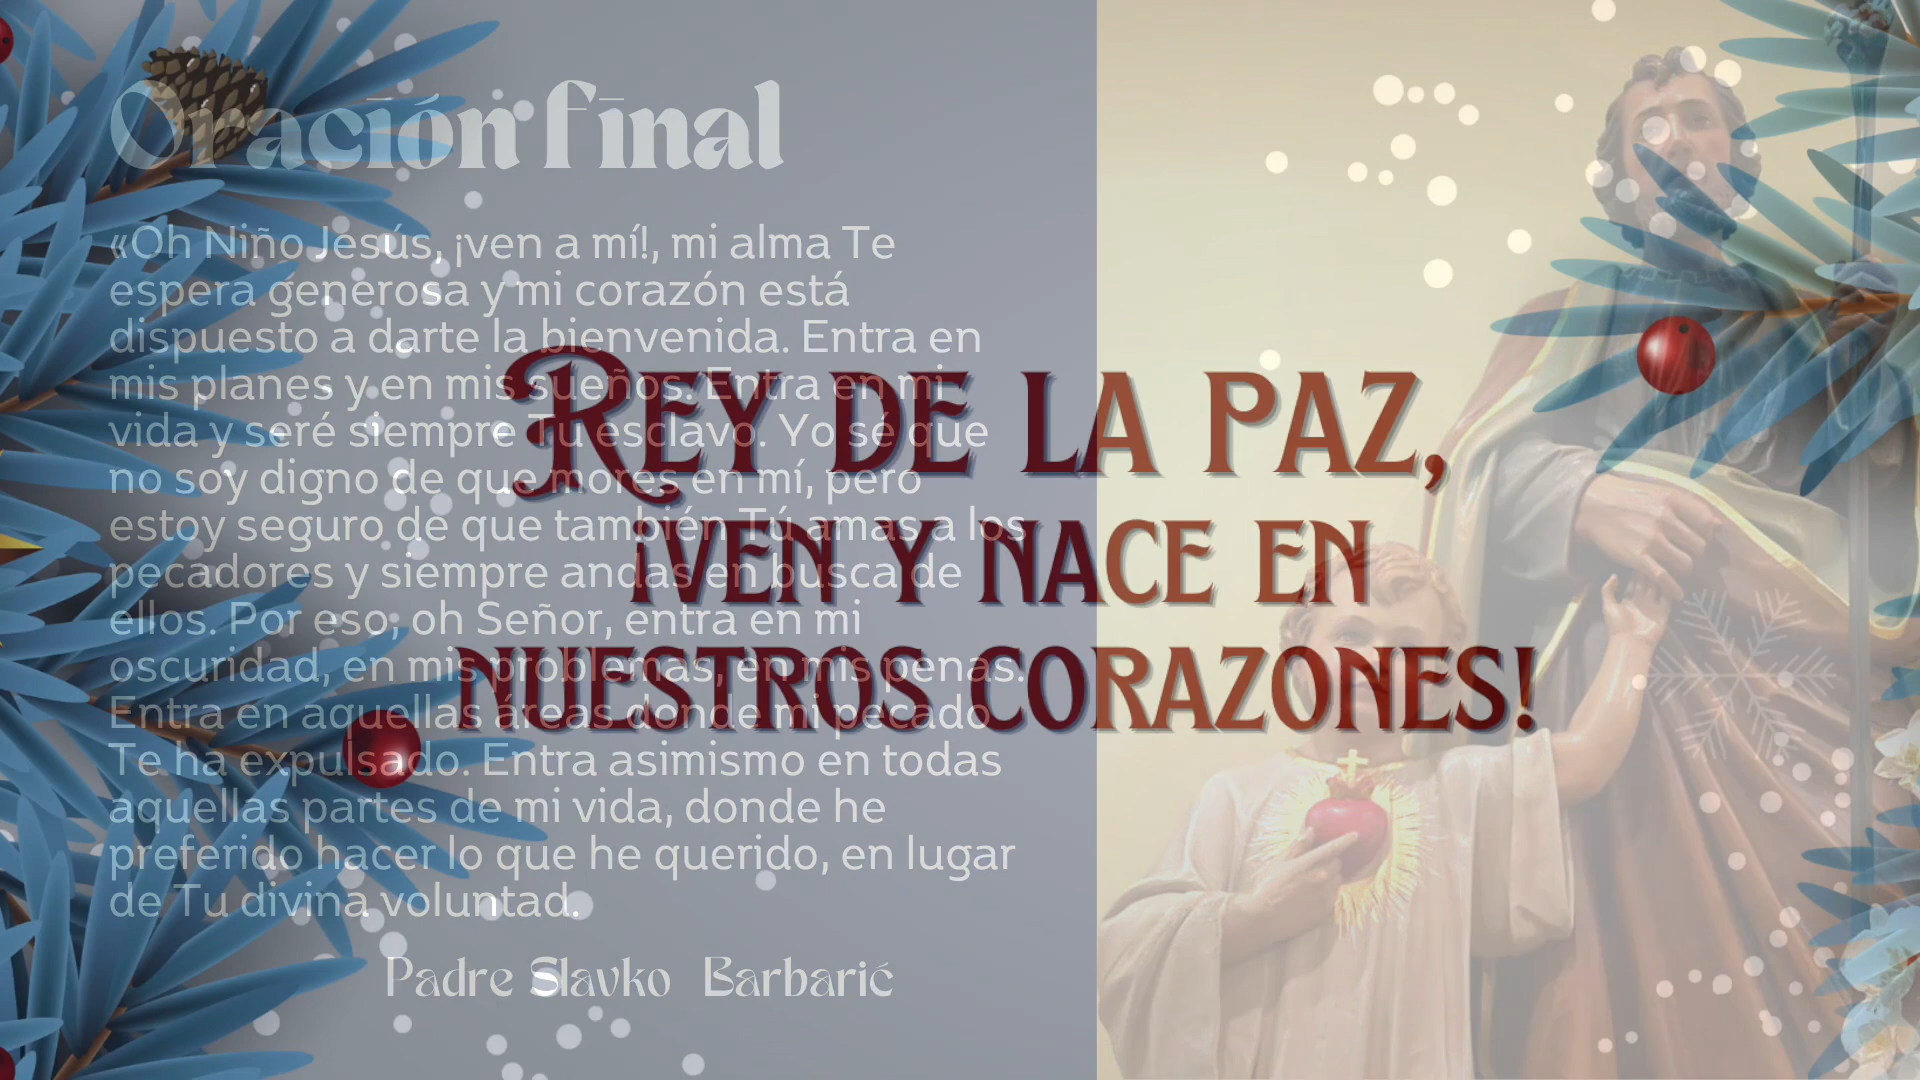 Oración final
«Oh Niño Jesús, ¡ven a mí!, mi alma Te
espera generosa y mi corazón está
dispuesto a darte la bienvenida. Entra en
mis planes y en mis sueños. Entra en mi
vida y seré siempre Tu esclavo. Yo sé que
no soy digno de que mores en mí, pero
estoy seguro de que también Tú amas a los
pecadores y siempre andas en busca de
ellos. Por eso, oh Señor, entra en mi
oscuridad, en mis problemas, en mis penas.
Entra en aquellas áreas donde mi pecado
Te ha expulsado. Entra asimismo en todas
aquellas partes de mi vida, donde he
preferido hacer lo que he querido, en lugar
de Tu divina voluntad.
Padre Slavko Barbarić
REY DE LA PAZ,
¡VEN Y NACE EN
NUESTROS CORAZONES!